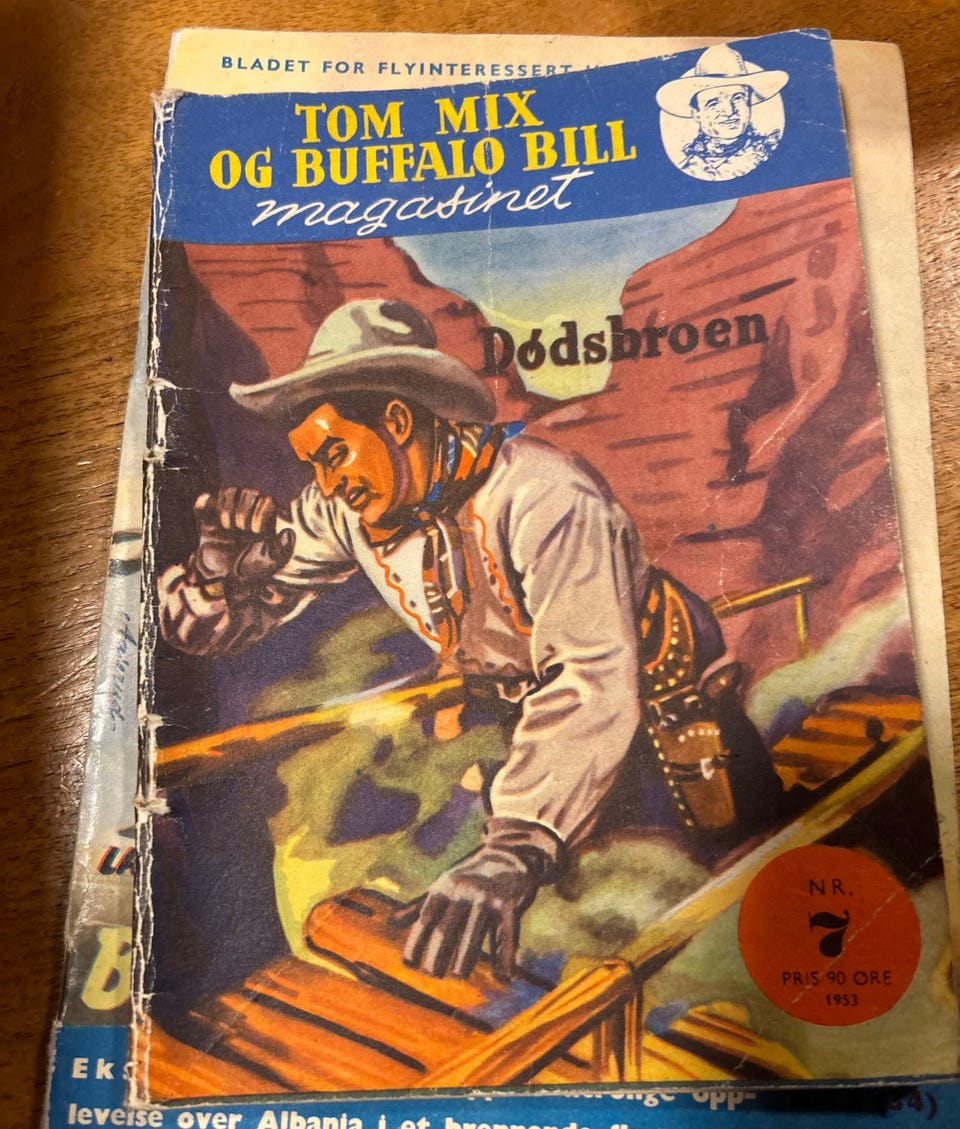 BLADET FOR FLYINTERESSERT
TOM MIX
OG BUFFALO BILL
magasinet
Dødsbroen
NR.
7
PRIS 90 ØRE
1953
levelse over Albania i et brennende